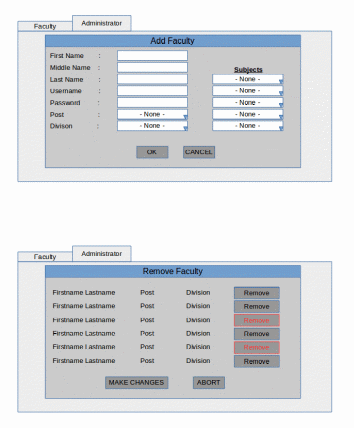 Faculty Administrator
Add Faculty
First Name :
Middle Name : Subjects
Last Name : - None -
Username : - None -
Password : - None -
Post : - None - - None -
Divison : - None - - None -
OK CANCEL
Faculty Administrator
Remove Faculty
Firstname Lastname Post Division Remove
Firstname Lastname Post Division Remove
Firstname Lastname Post Division Remove
Firstname Lastname Post Division Remove
Firstname Lastname Post Division Remove
Firstname Lastname Post Division Remove
MAKE CHANGES ABORT